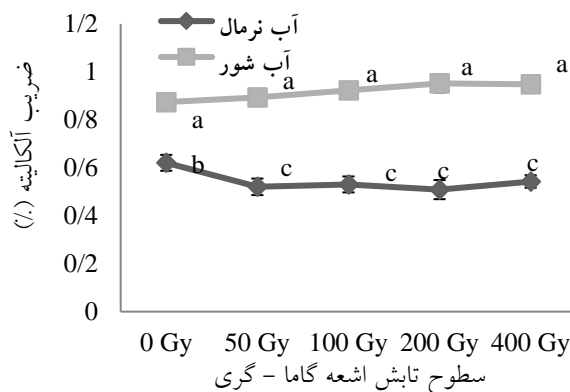 ضریب آلکالیته (٪)
1/2
1
0/8
0/6
0/4
0/2
0
آب نرمال
آب شور
a
a
a
a
a
b
c
c
c
c
0 Gy 50 Gy 100 Gy 200 Gy 400 Gy
سطوح تابش اشعه گاما – گری